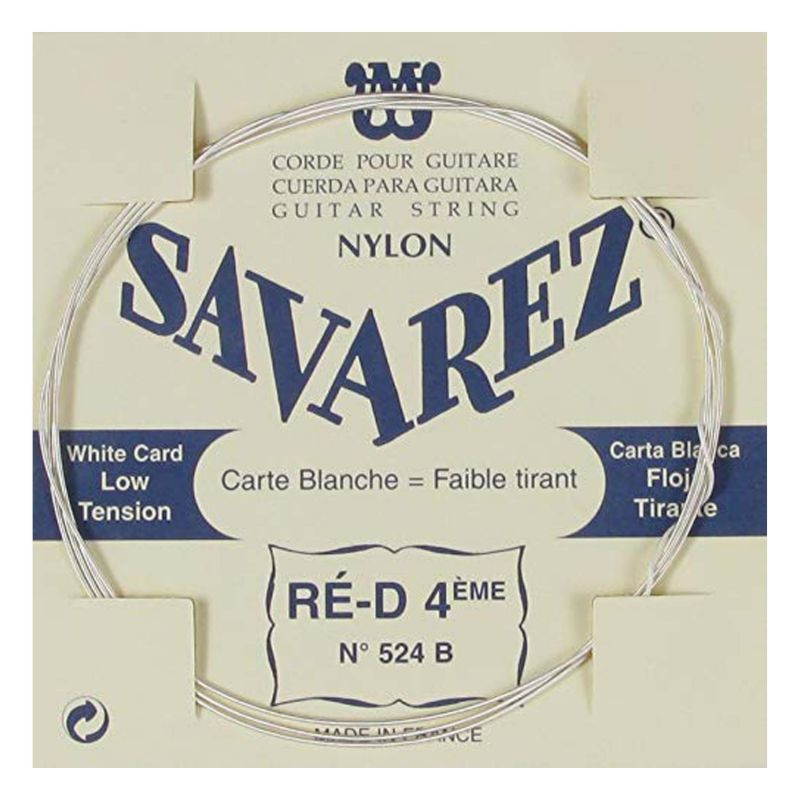 CORDE POUR GUITARE
CUERDA PARA GUITARA
GUITAR STRING
NYLON
SAVAREZ®
White Card
Low
Tension
Carte Blanche = Faible tirant
Carta Blanca
Floja
Tirante
RÉ-D 4ÈME
N° 524 B
MADE IN FRANCE